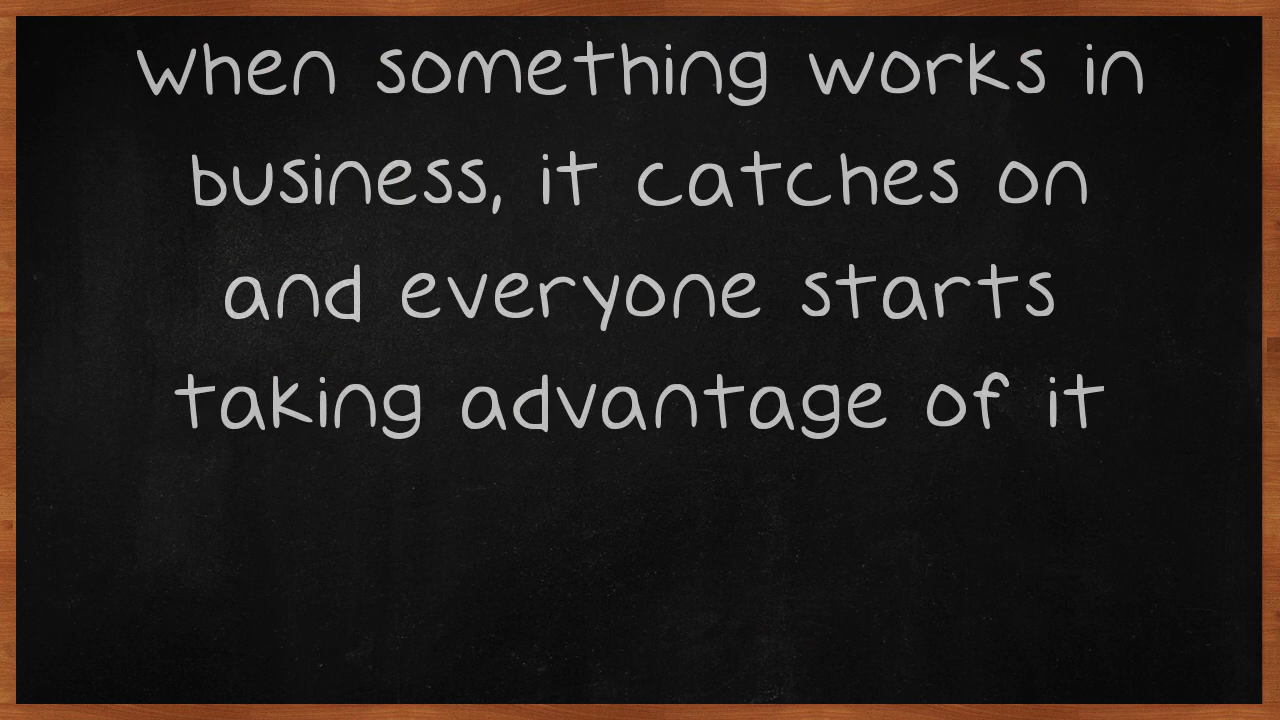 When something works in
business, it catches on
and everyone starts
taking advantage of it